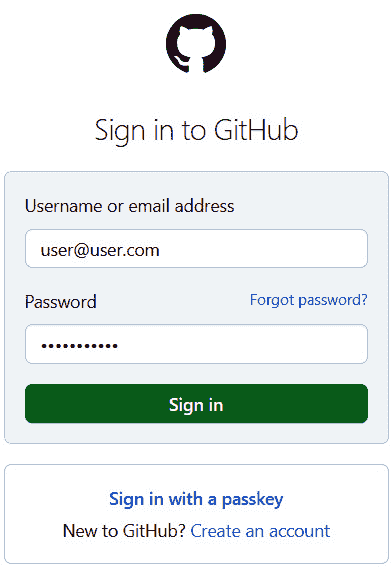 Sign in to GitHub
Username or email address
user@user.com
Password Forgot password?
•••••••••••
Sign in
Sign in with a passkey
New to GitHub? Create an account